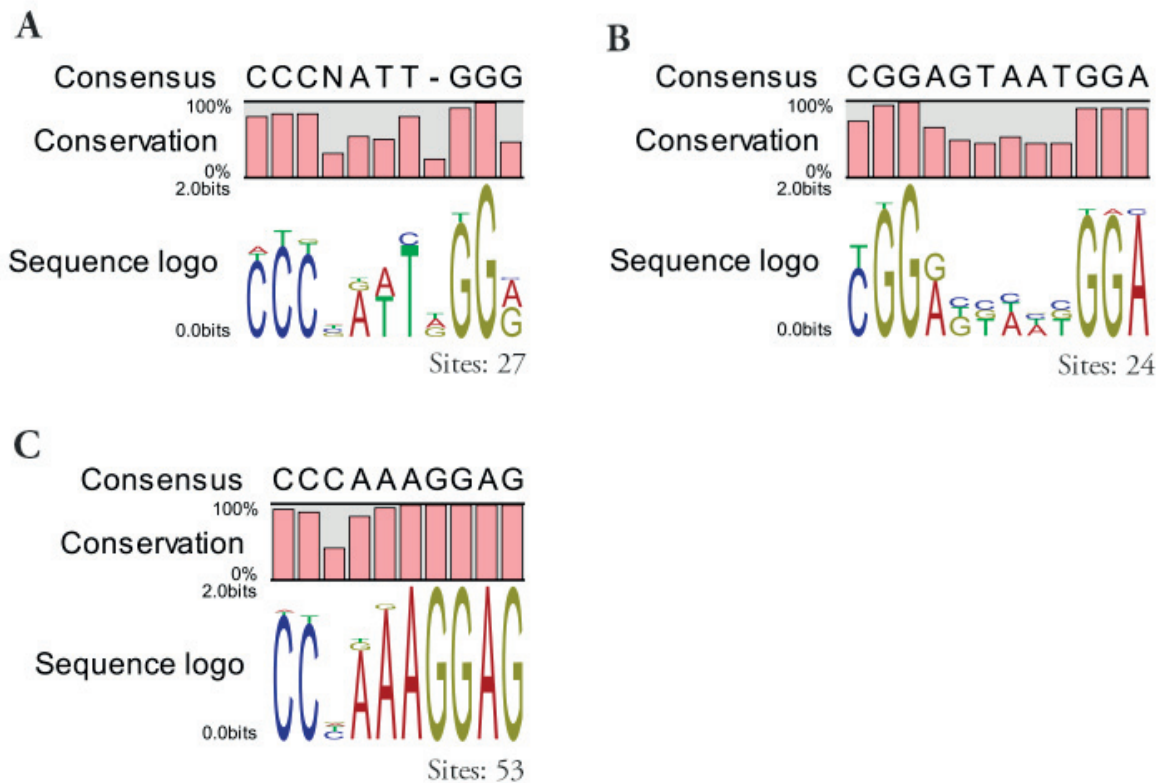 A
Consensus CCCNATT-GGG
100%
Conservation
0%
2.0bits
Sequence logo
0.0bits
Sites: 27
B
Consensus CGGAGTAATGGA
100%
Conservation
0%
2.0bits
Sequence logo
0.0bits
Sites: 24
C
Consensus CCCAAAGGAG
100%
Conservation
0%
2.0bits
Sequence logo
0.0bits
Sites: 53